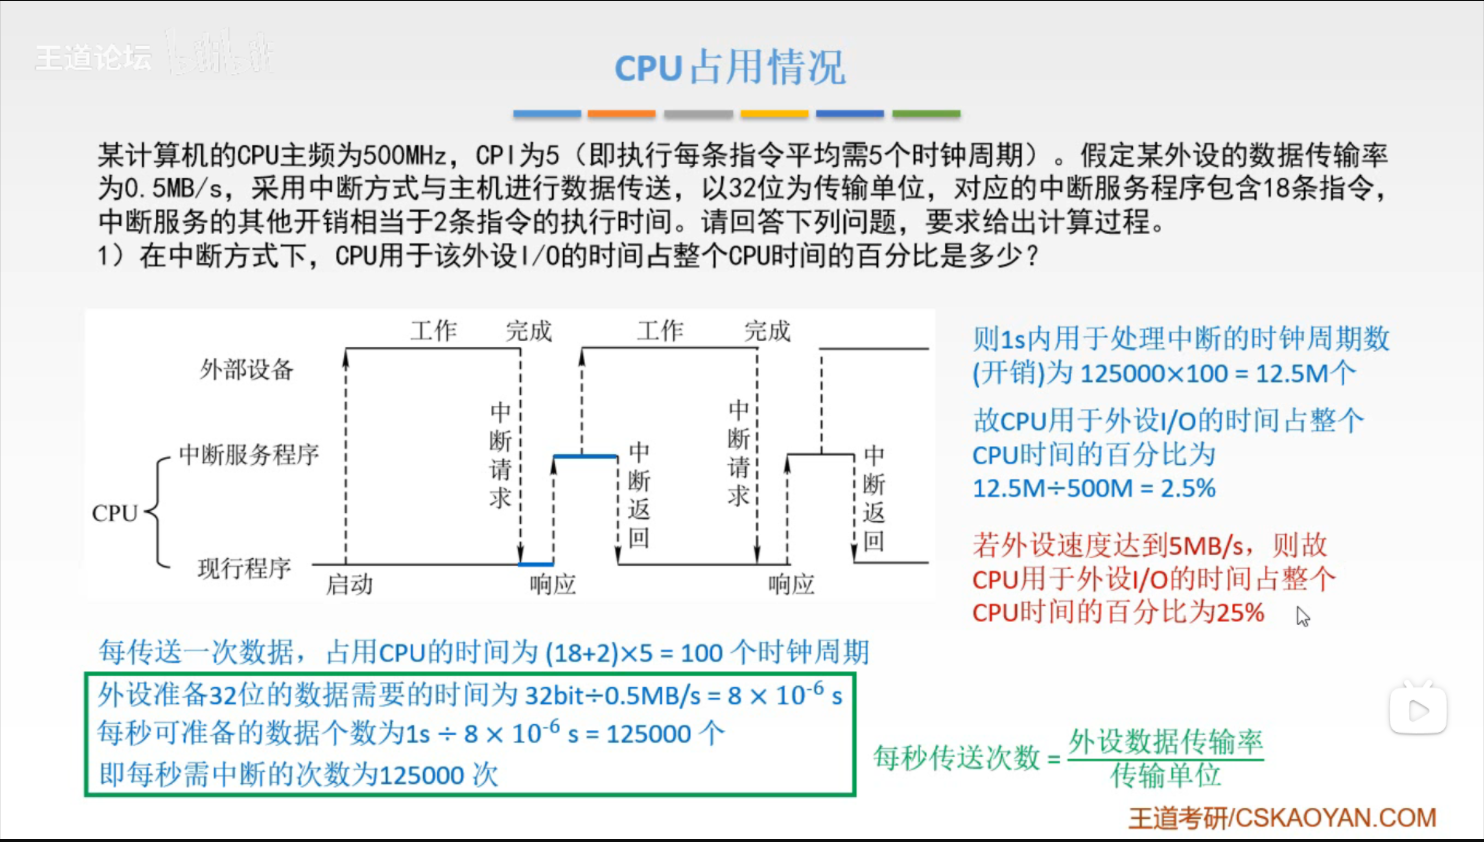 王道论坛
CPU占用情况
某计算机的CPU主频为500MHz，CPI为5（即执行每条指令平均需5个时钟周期）。假定某外设的数据传输率
为0.5MB/s，采用中断方式与主机进行数据传送，以32位为传输单位，对应的中断服务程序包含18条指令，
中断服务的其他开销相当于2条指令的执行时间。请回答下列问题，要求给出计算过程。
1）在中断方式下，CPU用于该外设I/O的时间占整个CPU时间的百分比是多少？
工作 完成 工作 完成
外部设备
中断请求
中断请求
中断服务程序
中断返回
中断返回
CPU
现行程序
启动 响应 响应
则1s内用于处理中断的时钟周期数
(开销)为 125000×100 = 12.5M个
故CPU用于外设I/O的时间占整个
CPU时间的百分比为
12.5M÷500M = 2.5%
若外设速度达到5MB/s，则故
CPU用于外设I/O的时间占整个
CPU时间的百分比为25%
每传送一次数据，占用CPU的时间为 (18+2)×5 = 100 个时钟周期
外设准备32位的数据需要的时间为 32bit÷0.5MB/s = 8 × 10⁻⁶ s
每秒可准备的数据个数为1s ÷ 8 × 10⁻⁶ s = 125000 个
即每秒需中断的次数为125000 次
每秒传送次数 = 外设数据传输率
传输单位
王道考研/CSKAOYAN.COM